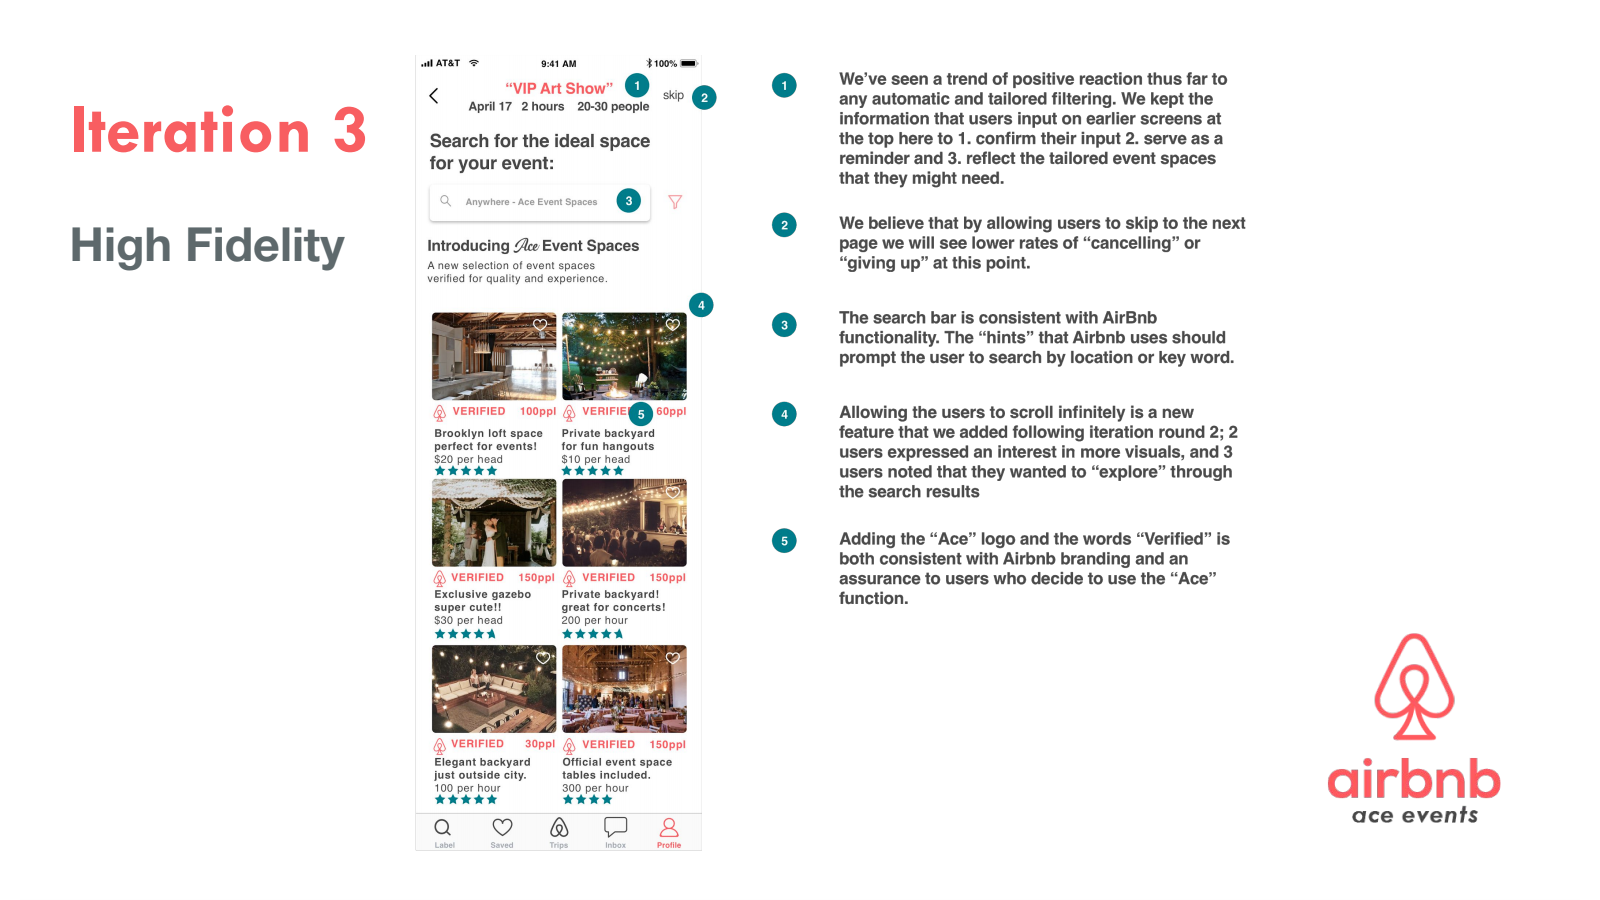 Iteration 3
High Fidelity
AT&T 9:41 AM 100%
“VIP Art Show” 1
skip 2
April 17 2 hours 20-30 people
Search for the ideal space
for your event:
Anywhere - Ace Event Spaces 3
Introducing Ace Event Spaces
A new selection of event spaces
verified for quality and experience.
4
VERIFIED 100ppl
Brooklyn loft space
perfect for events!
$20 per head
VERIFIE 5 60ppl
Private backyard
for fun hangouts
$10 per head
VERIFIED 150ppl
Exclusive gazebo
super cute!!
$30 per head
VERIFIED 150ppl
Private backyard!
great for concerts!
200 per hour
VERIFIED 30ppl
Elegant backyard
just outside city.
100 per hour
VERIFIED 150ppl
Official event space
tables included.
300 per hour
Label Saved Trips Inbox Profile
1
We’ve seen a trend of positive reaction thus far to
any automatic and tailored filtering. We kept the
information that users input on earlier screens at
the top here to 1. confirm their input 2. serve as a
reminder and 3. reflect the tailored event spaces
that they might need.
2
We believe that by allowing users to skip to the next
page we will see lower rates of “cancelling” or
“giving up” at this point.
3
The search bar is consistent with AirBnb
functionality. The “hints” that Airbnb uses should
prompt the user to search by location or key word.
4
Allowing the users to scroll infinitely is a new
feature that we added following iteration round 2; 2
users expressed an interest in more visuals, and 3
users noted that they wanted to “explore” through
the search results
5
Adding the “Ace” logo and the words “Verified” is
both consistent with Airbnb branding and an
assurance to users who decide to use the “Ace”
function.
airbnb
ace events